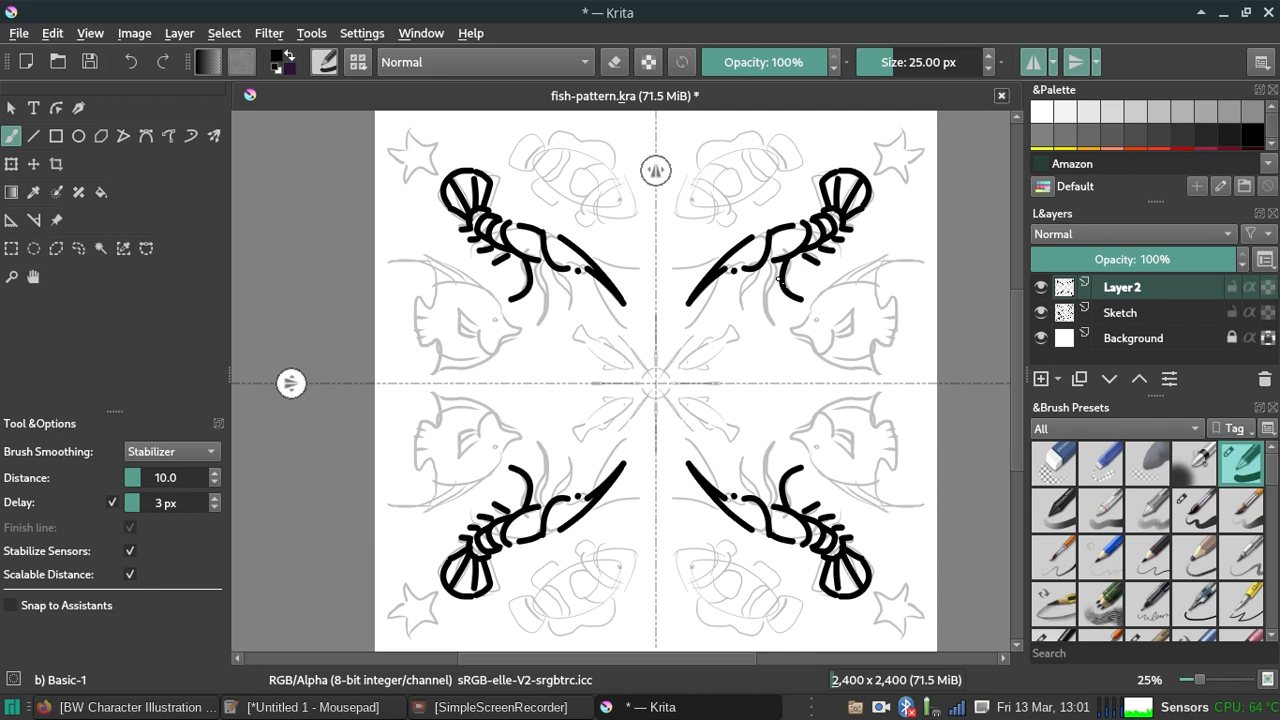 * — Krita
File Edit View Image Layer Select Filter Tools Settings Window Help
Normal Opacity: 100% Size: 25.00 px
fish-pattern.kra (71.5 MiB) *
&Palette
Amazon
Default
L&ayers
Normal
Opacity: 100%
Layer 2
Sketch
Background
&Brush Presets
All Tag
Search
Tool &Options
Brush Smoothing: Stabilizer
Distance: 10.0
Delay: 3 px
Finish line:
Stabilize Sensors:
Scalable Distance:
Snap to Assistants
b) Basic-1 RGB/Alpha (8-bit integer/channel) sRGB-elle-V2-srgbtrc.icc 2,400 x 2,400 (71.5 MiB) 25%
[BW Character Illustration ... [*Untitled 1 - Mousepad] [SimpleScreenRecorder] * — Krita Fri 13 Mar, 13:01 Sensors CPU: 64 °C